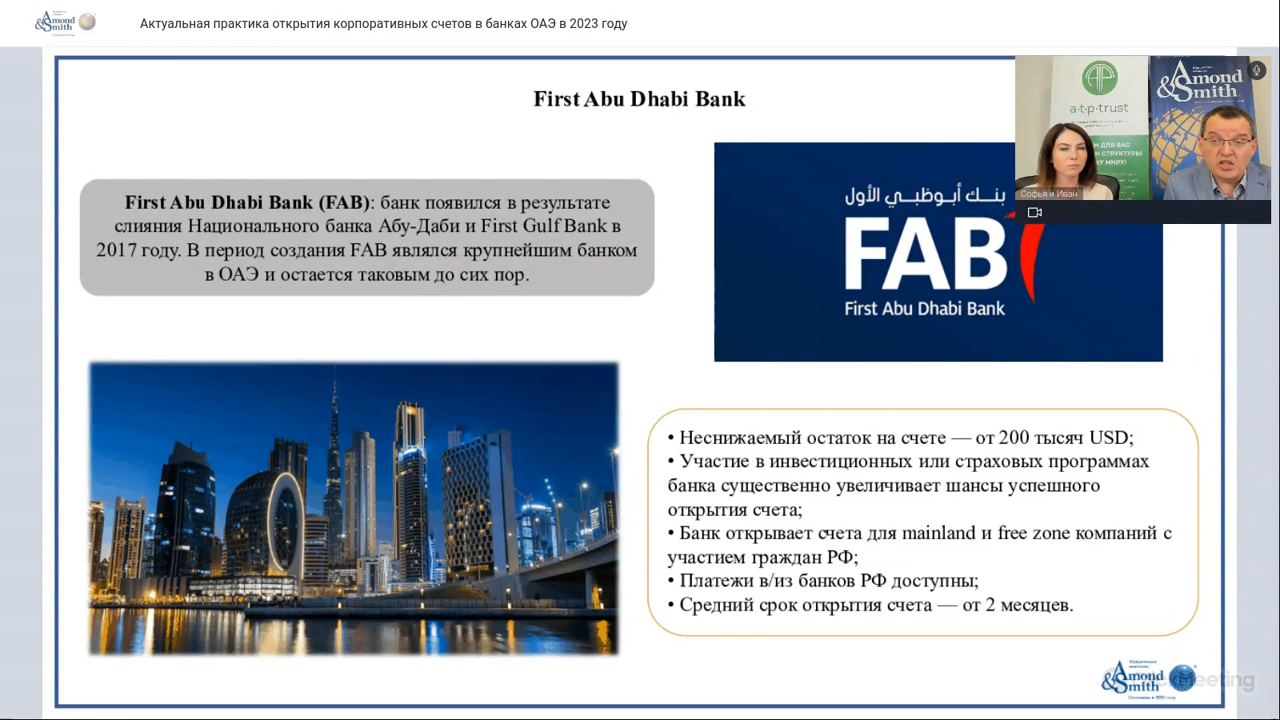 Amond
&Smith
Актуальная практика открытия корпоративных счетов в банках ОАЭ в 2023 году
First Abu Dhabi Bank
a·t·p·trust
Amond
&Smith
Софья и Иван
First Abu Dhabi Bank (FAB): банк появился в результате
слияния Национального банка Абу-Даби и First Gulf Bank в
2017 году. В период создания FAB являлся крупнейшим банком
в ОАЭ и остается таковым до сих пор.
بنك أبوظبي الأول
FAB
First Abu Dhabi Bank
• Неснижаемый остаток на счете — от 200 тысяч USD;
• Участие в инвестиционных или страховых программах
банка существенно увеличивает шансы успешного
открытия счета;
• Банк открывает счета для mainland и free zone компаний с
участием граждан РФ;
• Платежи в/из банков РФ доступны;
• Средний срок открытия счета — от 2 месяцев.
Amond
&Smith